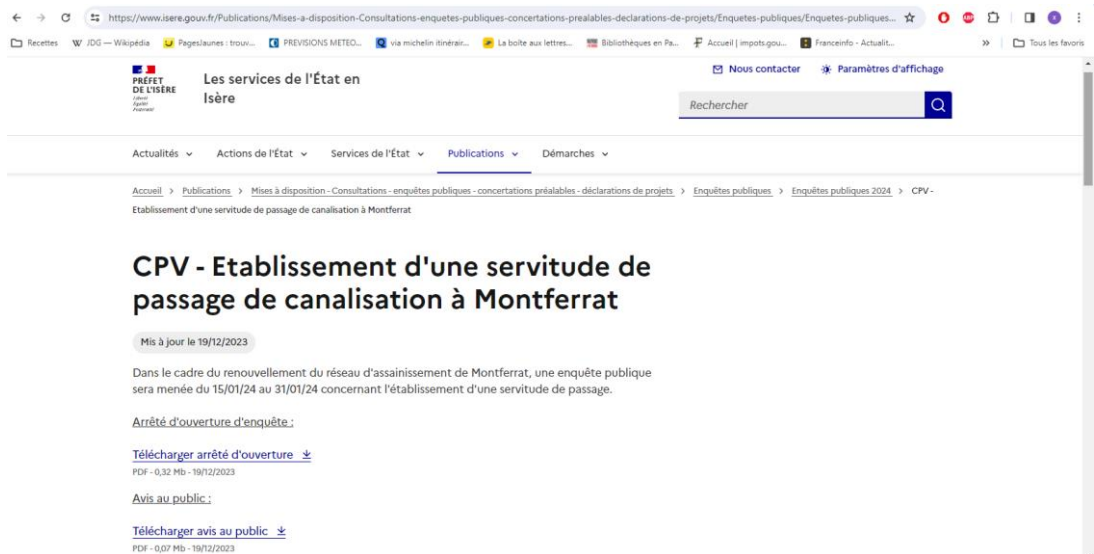 https://www.isere.gouv.fr/Publications/Mises-a-disposition-Consultations-enquetes-publiques-concertations-prealables-declarations-de-projets/Enquetes-publiques/Enquetes-publiques...
Recettes W JDG — Wikipédia PagesJaunes : trouv... PREVISIONS METEO... via michelin itinérair... La boîte aux lettres... Bibliothèques en Pa... Accueil | impots.gou... Franceinfo - Actualit... » Tous les favoris
PRÉFET
DE L'ISÈRE
Liberté
Égalité
Fraternité
Les services de l'État en
Isère
Nous contacter Paramètres d'affichage
Rechercher
Actualités Actions de l'État Services de l'État Publications Démarches
Accueil > Publications > Mises à disposition - Consultations - enquêtes publiques - concertations préalables - déclarations de projets > Enquêtes publiques > Enquêtes publiques 2024 > CPV -
Etablissement d'une servitude de passage de canalisation à Montferrat
CPV - Etablissement d'une servitude de
passage de canalisation à Montferrat
Mis à jour le 19/12/2023
Dans le cadre du renouvellement du réseau d'assainissement de Montferrat, une enquête publique
sera menée du 15/01/24 au 31/01/24 concernant l'établissement d'une servitude de passage.
Arrêté d'ouverture d'enquête :
Télécharger arrêté d'ouverture
PDF - 0,32 Mb - 19/12/2023
Avis au public :
Télécharger avis au public
PDF - 0,07 Mb - 19/12/2023